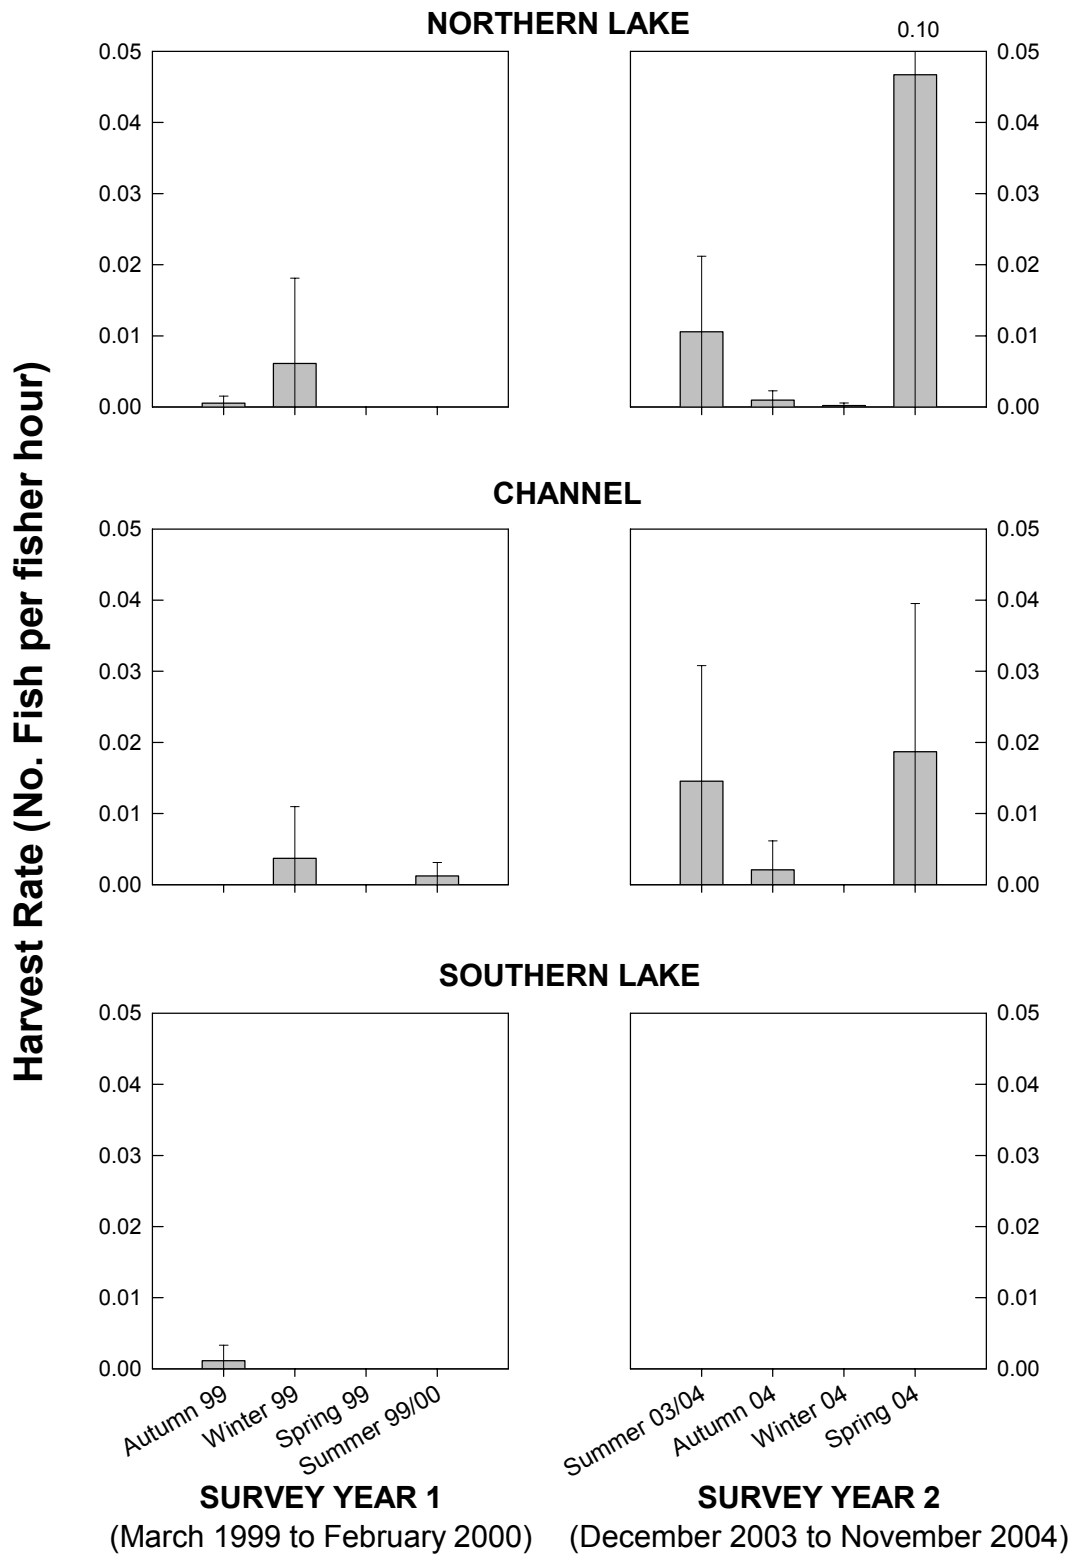 NORTHERN LAKE
0.10
0.05
0.04
0.03
0.02
0.01
0.00
0.05
0.04
0.03
0.02
0.01
0.00
Harvest Rate (No. Fish per fisher hour)
CHANNEL
0.05
0.04
0.03
0.02
0.01
0.00
0.05
0.04
0.03
0.02
0.01
0.00
SOUTHERN LAKE
0.05
0.04
0.03
0.02
0.01
0.00
0.05
0.04
0.03
0.02
0.01
0.00
Autumn 99
Winter 99
Spring 99
Summer 99/00
Summer 03/04
Autumn 04
Winter 04
Spring 04
SURVEY YEAR 1
(March 1999 to February 2000)
SURVEY YEAR 2
(December 2003 to November 2004)